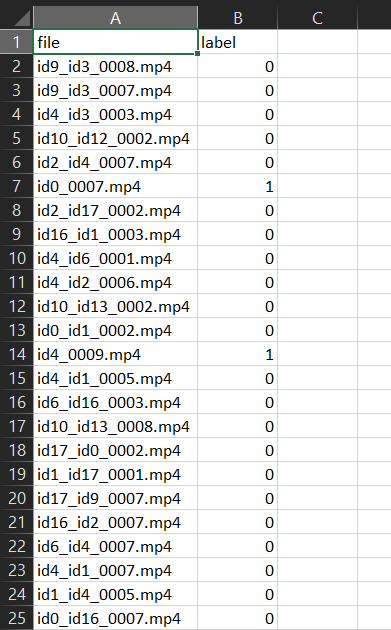 A B C
1 file label
2 id9_id3_0008.mp4 0
3 id9_id3_0007.mp4 0
4 id4_id3_0003.mp4 0
5 id10_id12_0002.mp4 0
6 id2_id4_0007.mp4 0
7 id0_0007.mp4 1
8 id2_id17_0002.mp4 0
9 id16_id1_0003.mp4 0
10 id4_id6_0001.mp4 0
11 id4_id2_0006.mp4 0
12 id10_id13_0002.mp4 0
13 id0_id1_0002.mp4 0
14 id4_0009.mp4 1
15 id4_id1_0005.mp4 0
16 id6_id16_0003.mp4 0
17 id10_id13_0008.mp4 0
18 id17_id0_0002.mp4 0
19 id1_id17_0001.mp4 0
20 id17_id9_0007.mp4 0
21 id16_id2_0007.mp4 0
22 id6_id4_0007.mp4 0
23 id4_id1_0007.mp4 0
24 id1_id4_0005.mp4 0
25 id0_id16_0007.mp4 0